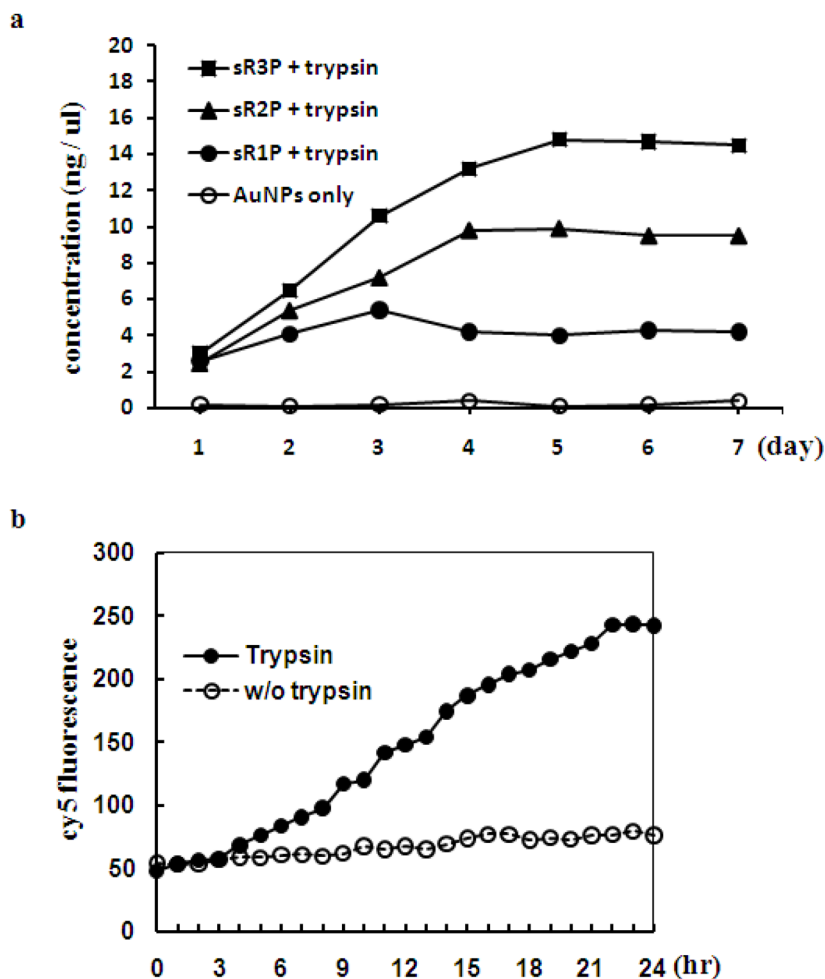 a
concentration (ng / ul)
20
18
16
14
12
10
8
6
4
2
0
sR3P + trypsin
sR2P + trypsin
sR1P + trypsin
AuNPs only
1 2 3 4 5 6 7 (day)
b
cy5 fluorescence
300
250
200
150
100
50
0
Trypsin
w/o trypsin
0 3 6 9 12 15 18 21 24 (hr)